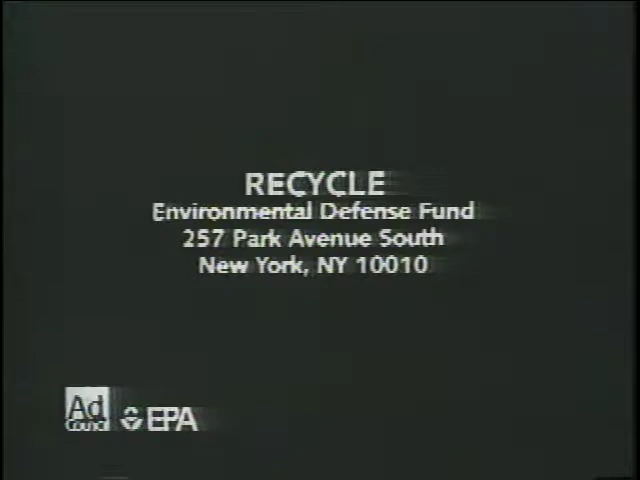 RECYCLE
Environmental Defense Fund
257 Park Avenue South
New York, NY 10010
Ad
Council
EPA